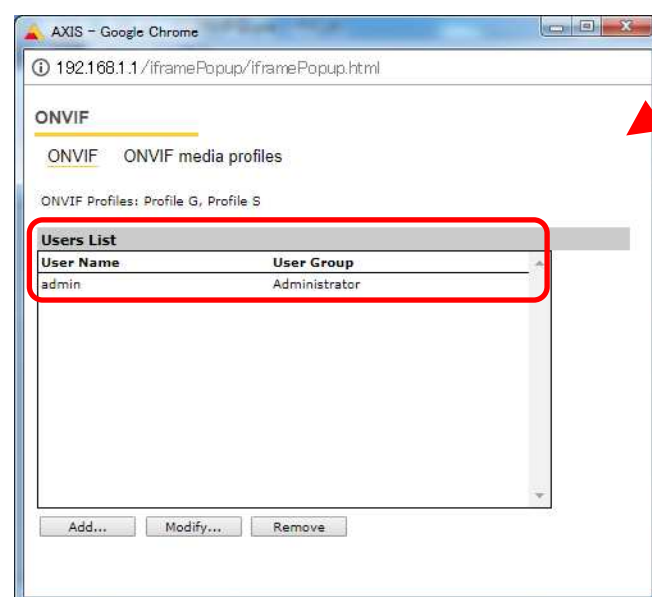 AXIS - Google Chrome
192.168.1.1/iframePopup/iframePopup.html
ONVIF
ONVIF ONVIF media profiles
ONVIF Profiles: Profile G, Profile S
Users List
User Name User Group
admin Administrator
Add... Modify... Remove